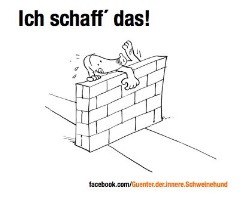 Ich schaff´ das!
facebook.com/Guenter.der.innere.Schweinehund